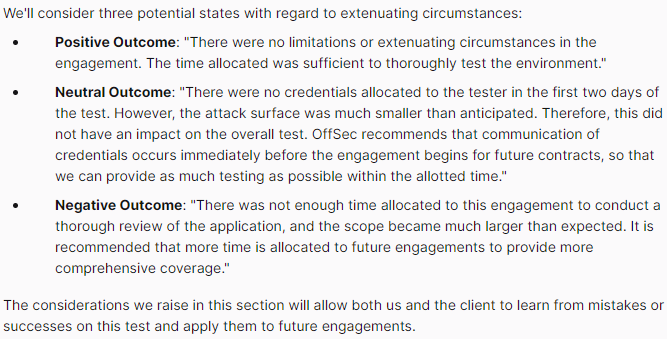 We'll consider three potential states with regard to extenuating circumstances:
• Positive Outcome: "There were no limitations or extenuating circumstances in the
engagement. The time allocated was sufficient to thoroughly test the environment."
• Neutral Outcome: "There were no credentials allocated to the tester in the first two days of
the test. However, the attack surface was much smaller than anticipated. Therefore, this did
not have an impact on the overall test. OffSec recommends that communication of
credentials occurs immediately before the engagement begins for future contracts, so that
we can provide as much testing as possible within the allotted time."
• Negative Outcome: "There was not enough time allocated to this engagement to conduct a
thorough review of the application, and the scope became much larger than expected. It is
recommended that more time is allocated to future engagements to provide more
comprehensive coverage."
The considerations we raise in this section will allow both us and the client to learn from mistakes or
successes on this test and apply them to future engagements.